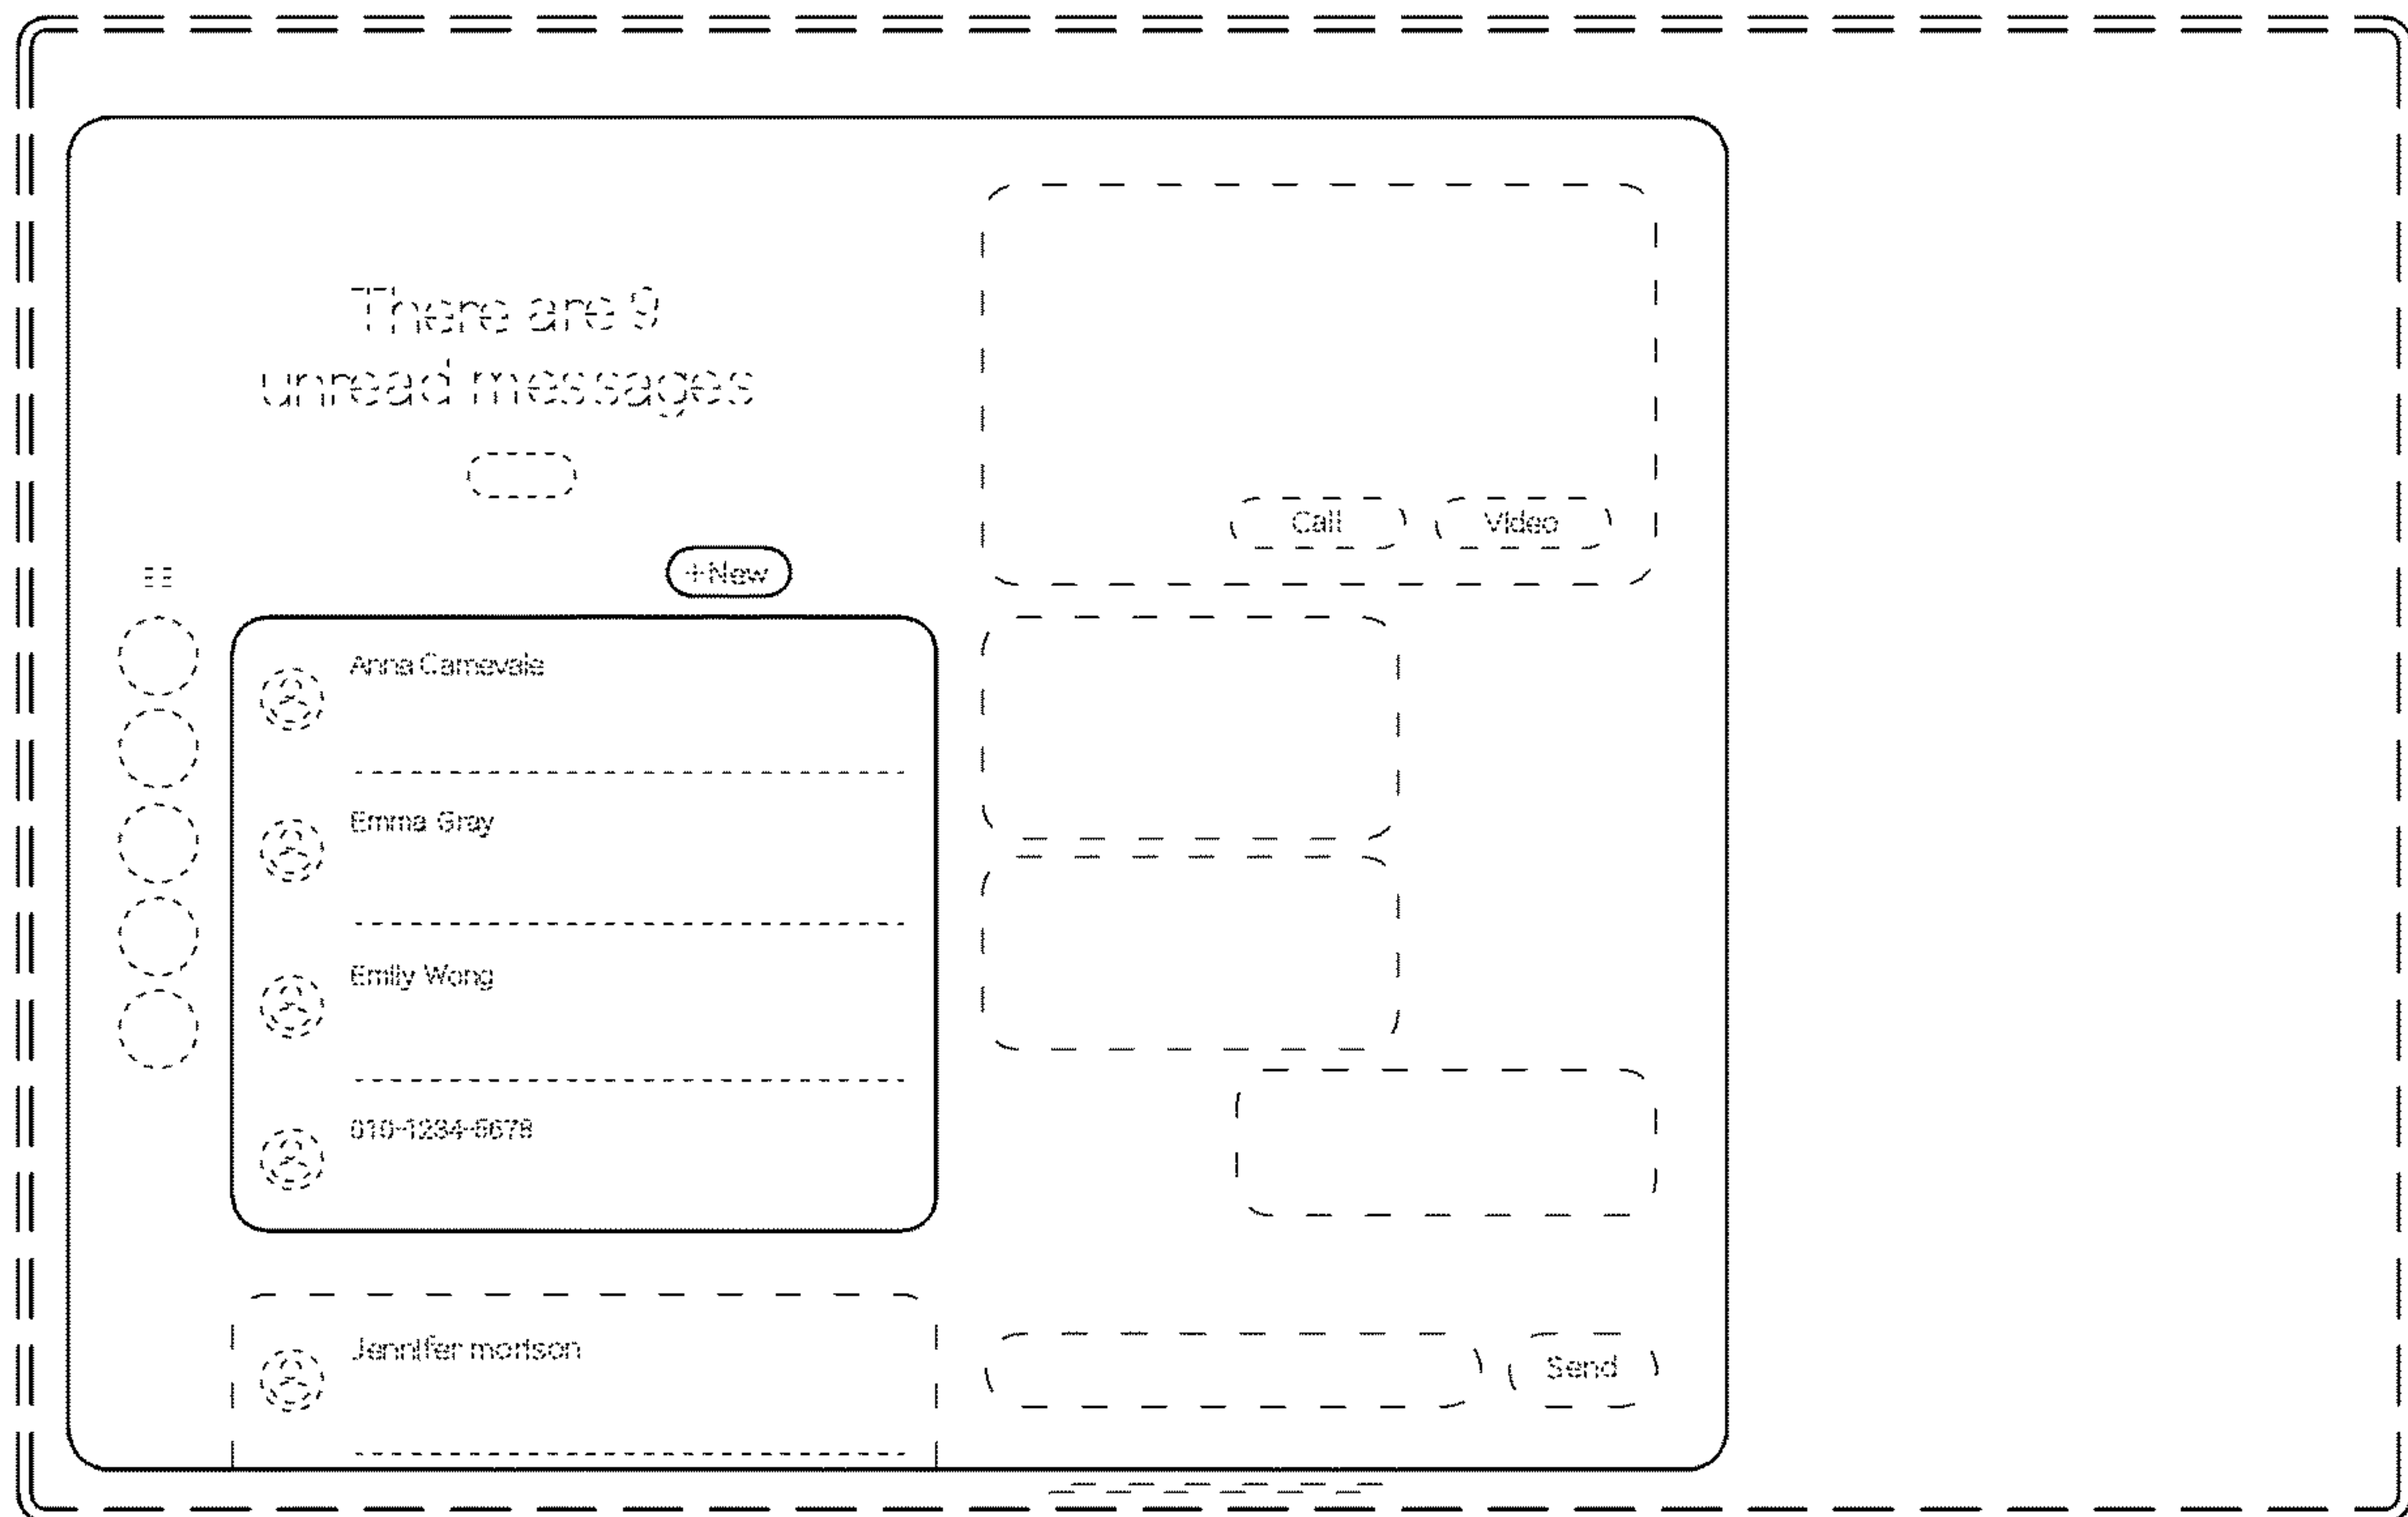 There are 9
unread messages
+New
Anna Carnevale
Emma Gray
Emily Wong
010-1234-5678
Jennifer morison
Call
Video
Send